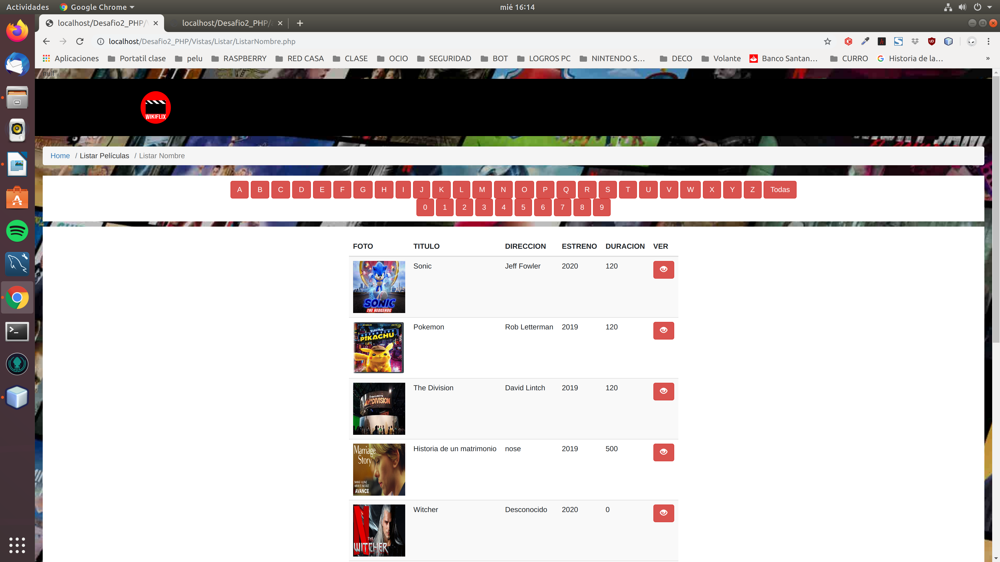 Actividades Google Chrome mié 16:14
localhost/Desafio2_PHP/V localhost/Desafio2_PHP/a
localhost/Desafio2_PHP/Vistas/Listar/ListarNombre.php
Aplicaciones Portatil clase pelu RASPBERRY RED CASA CLASE OCIO SEGURIDAD BOT LOGROS PC NINTENDO S… DECO Volante Banco Santan… CURRO Historia de la… »
null
WIKIFLIX
Home / Listar Películas / Listar Nombre
A B C D E F G H I J K L M N O P Q R S T U V W X Y Z Todas
0 1 2 3 4 5 6 7 8 9
FOTO TITULO DIRECCION ESTRENO DURACION VER
Sonic Jeff Fowler 2020 120
SONIC
THE HEDGEHOG
Pokemon Rob Letterman 2019 120
POKÉMON
DETECTIVE
PIKACHU
The Division David Lintch 2019 120
TOM CLANCY'S
THE DIVISION
Historia de un matrimonio nose 2019 500
Marriage
Story
WHAT I LOVE
ABOUT NICOLE
AVANCE
Witcher Desconocido 2020 0
THE
WITCHER